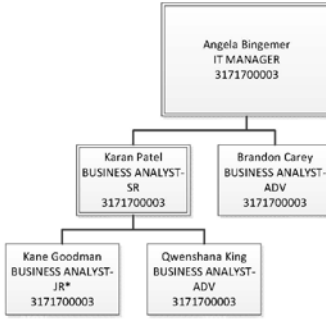 Angela Bingemer
IT MANAGER
3171700003
Karan Patel
BUSINESS ANALYST-
SR
3171700003
Brandon Carey
BUSINESS ANALYST-
ADV
3171700003
Kane Goodman
BUSINESS ANALYST-
JR*
3171700003
Qwenshana King
BUSINESS ANALYST-
ADV
3171700003